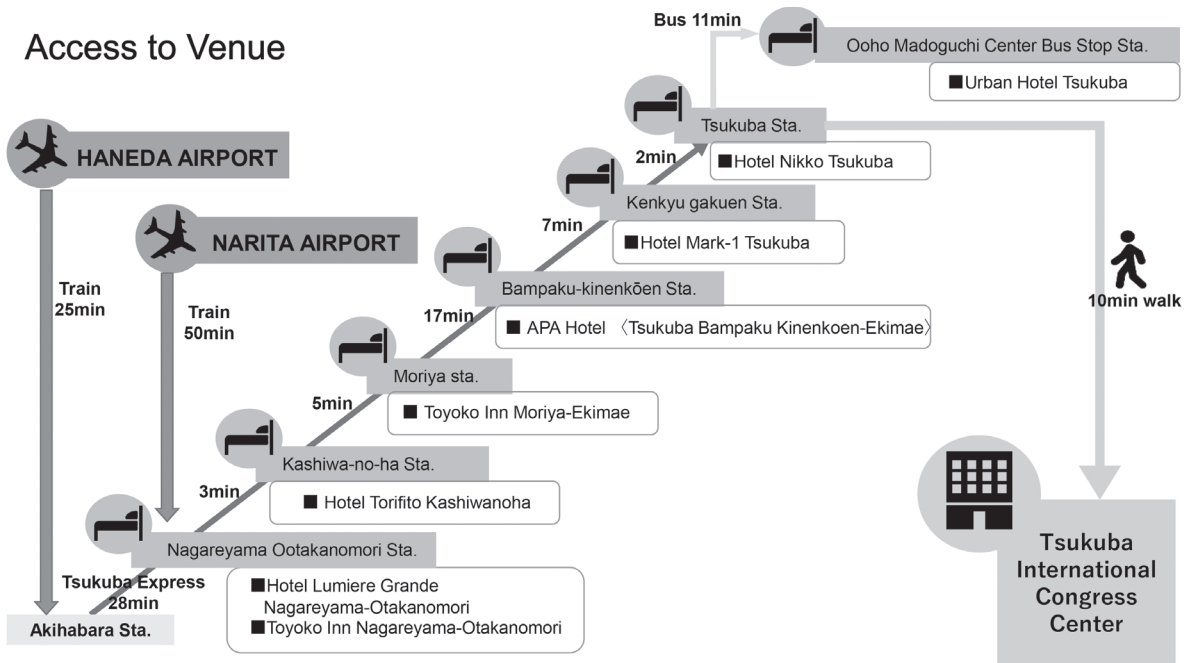 Access to Venue
Bus 11min
Ooho Madoguchi Center Bus Stop Sta.
■Urban Hotel Tsukuba
HANEDA AIRPORT
Tsukuba Sta.
2min
■Hotel Nikko Tsukuba
Kenkyu gakuen Sta.
NARITA AIRPORT
7min
■Hotel Mark-1 Tsukuba
Train
25min
Bampaku-kinenkōen Sta.
10min walk
Train
50min
17min
■ APA Hotel 〈Tsukuba Bampaku Kinenkoen-Ekimae〉
Moriya sta.
5min
■ Toyoko Inn Moriya-Ekimae
Kashiwa-no-ha Sta.
3min
■ Hotel Torifito Kashiwanoha
Nagareyama Ootakanomori Sta.
Tsukuba Express
28min
■Hotel Lumiere Grande
Nagareyama-Otakanomori
■Toyoko Inn Nagareyama-Otakanomori
Akihabara Sta.
Tsukuba
International
Congress
Center